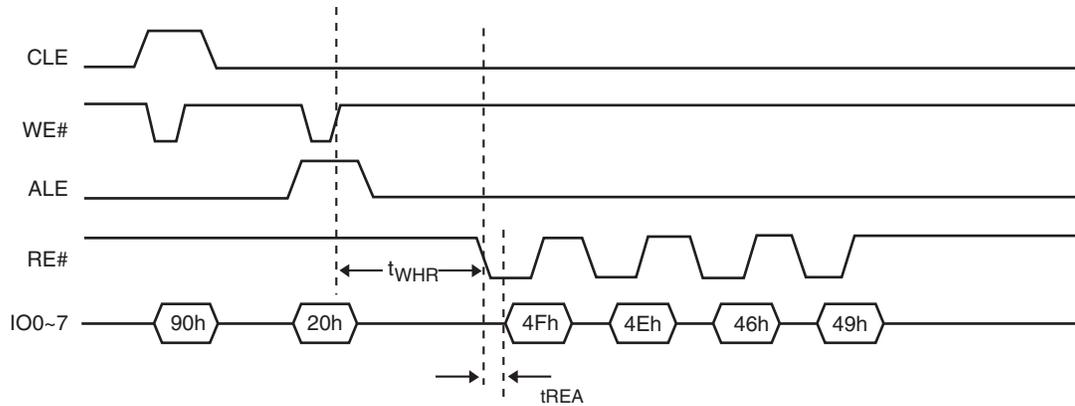 CLE
WE#
ALE
RE#
tWHR
IO0~7 90h 20h 4Fh 4Eh 46h 49h
tREA